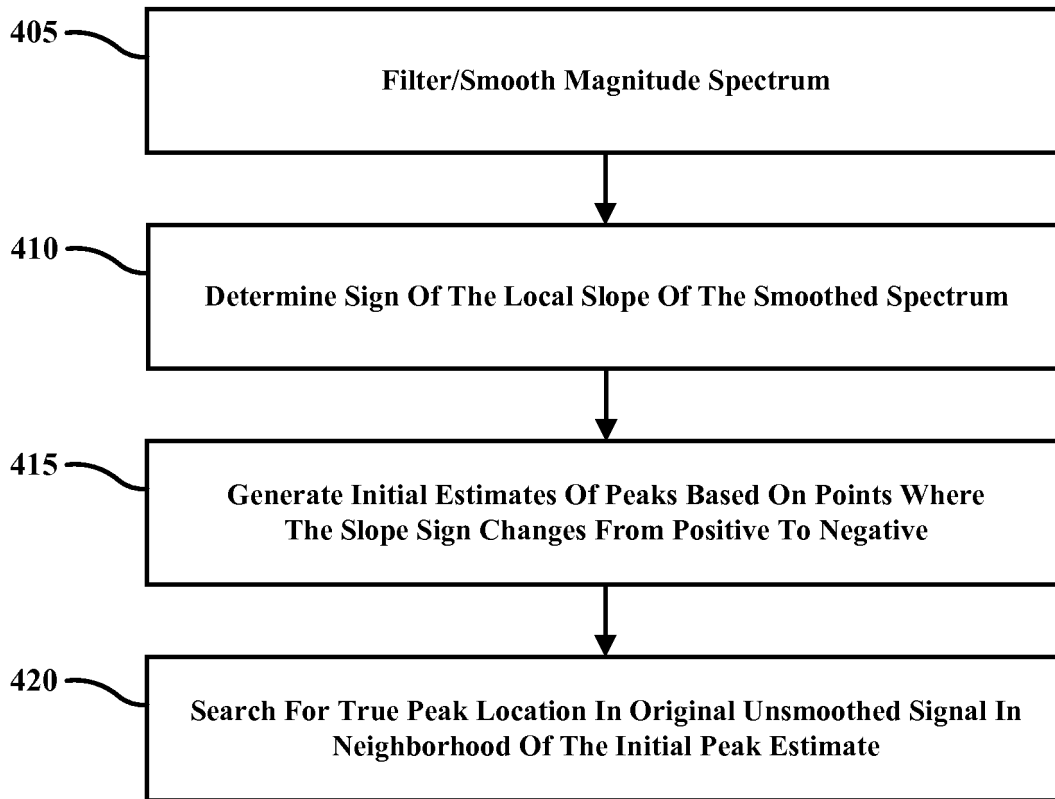 405
Filter/Smooth Magnitude Spectrum
410
Determine Sign Of The Local Slope Of The Smoothed Spectrum
415
Generate Initial Estimates Of Peaks Based On Points Where
The Slope Sign Changes From Positive To Negative
420
Search For True Peak Location In Original Unsmoothed Signal In
Neighborhood Of The Initial Peak Estimate